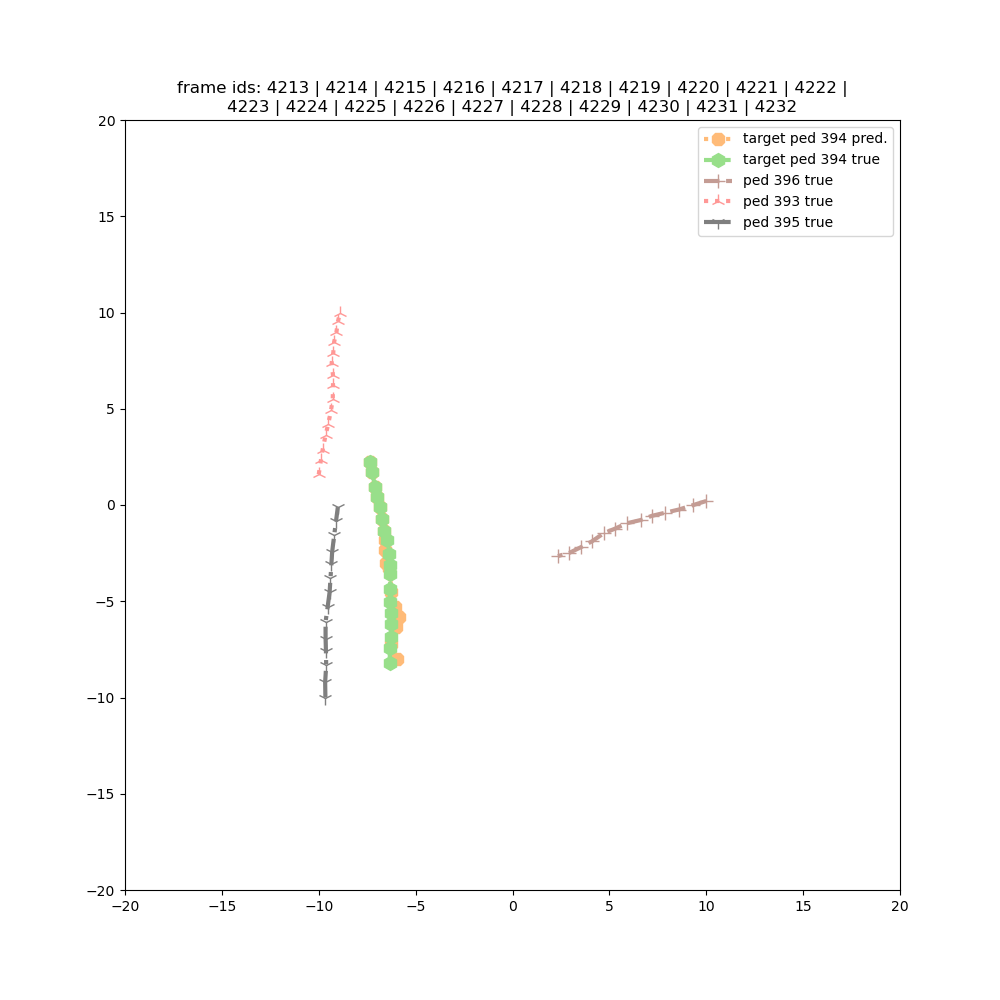 frame ids: 4213 | 4214 | 4215 | 4216 | 4217 | 4218 | 4219 | 4220 | 4221 | 4222 |
4223 | 4224 | 4225 | 4226 | 4227 | 4228 | 4229 | 4230 | 4231 | 4232
target ped 394 pred.
target ped 394 true
ped 396 true
ped 393 true
ped 395 true
20
15
10
5
0
−5
−10
−15
−20
−20 −15 −10 −5 0 5 10 15 20